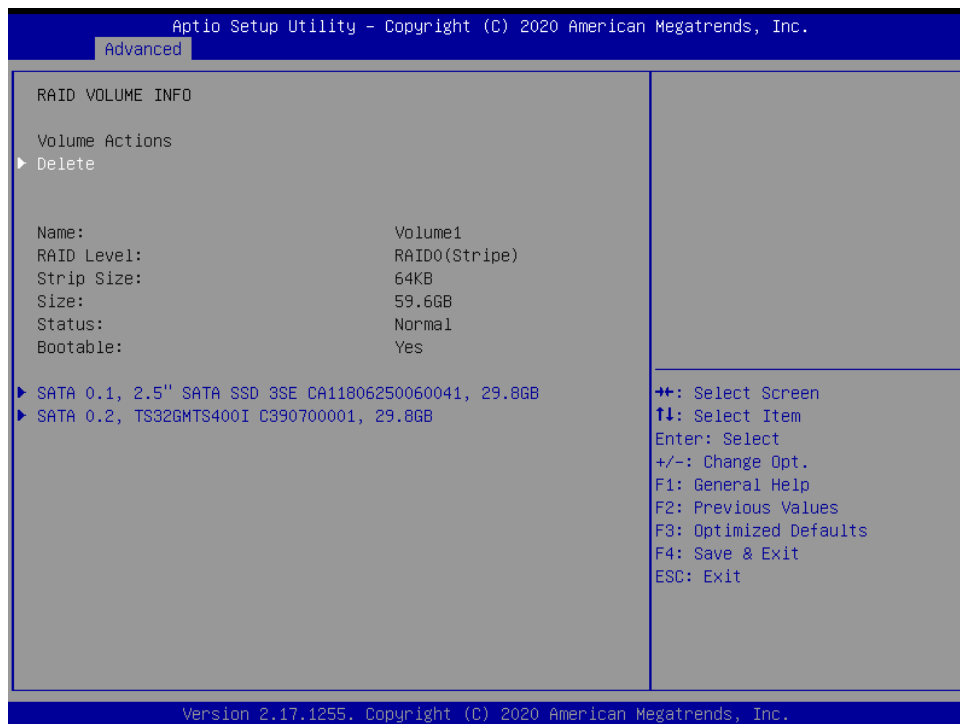 Aptio Setup Utility – Copyright (C) 2020 American Megatrends, Inc.
Advanced
RAID VOLUME INFO
Volume Actions
▶ Delete
Name: Volume1
RAID Level: RAID0(Stripe)
Strip Size: 64KB
Size: 59.6GB
Status: Normal
Bootable: Yes
▶ SATA 0.1, 2.5" SATA SSD 3SE CA11806250060041, 29.8GB
▶ SATA 0.2, TS32GMTS400I C390700001, 29.8GB
→←: Select Screen
↑↓: Select Item
Enter: Select
+/-: Change Opt.
F1: General Help
F2: Previous Values
F3: Optimized Defaults
F4: Save & Exit
ESC: Exit
Version 2.17.1255. Copyright (C) 2020 American Megatrends, Inc.